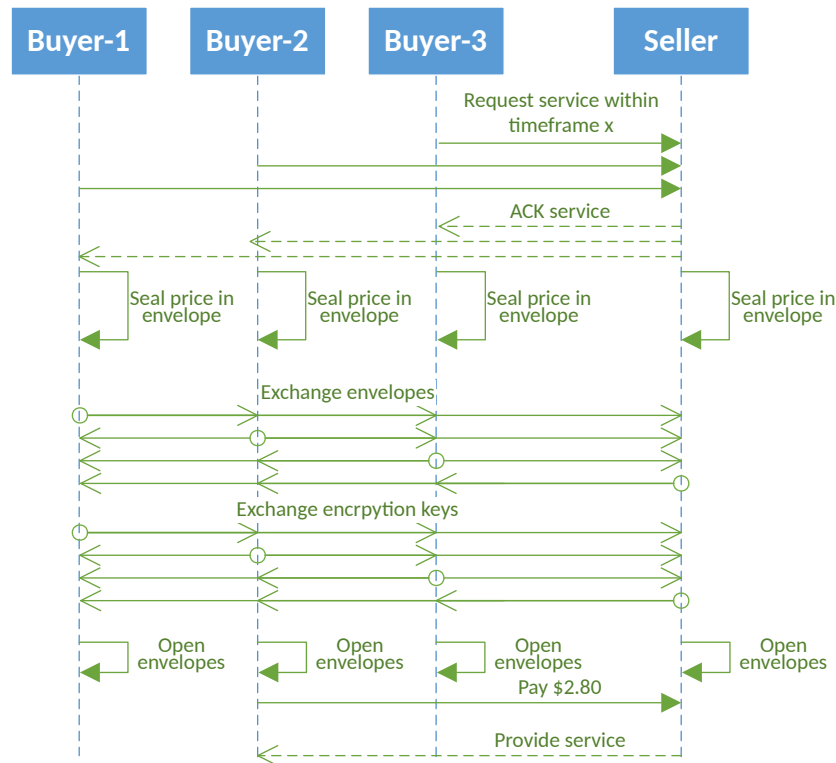 Buyer-1 Buyer-2 Buyer-3 Seller
Request service within
timeframe x
ACK service
Seal price in Seal price in Seal price in Seal price in
envelope envelope envelope envelope
Exchange envelopes
Exchange encrpytion keys
Open Open Open Open
envelopes envelopes envelopes envelopes
Pay $2.80
Provide service